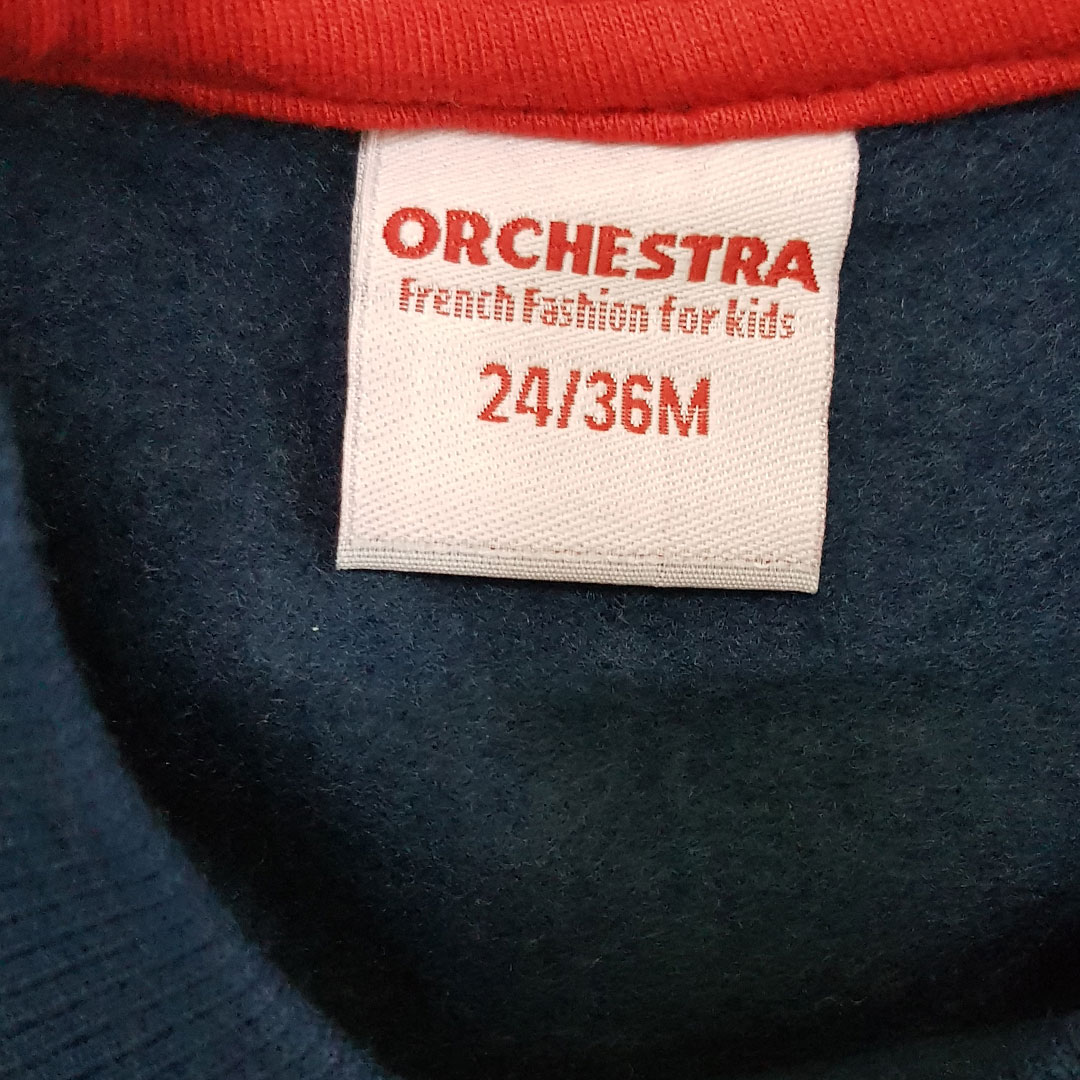 ORCHESTRA
French Fashion for kids
24/36M